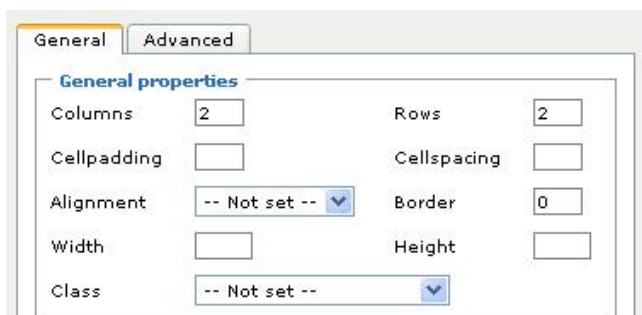 General Advanced
General properties
Columns 2 Rows 2
Cellpadding Cellspacing
Alignment -- Not set -- Border 0
Width Height
Class -- Not set --